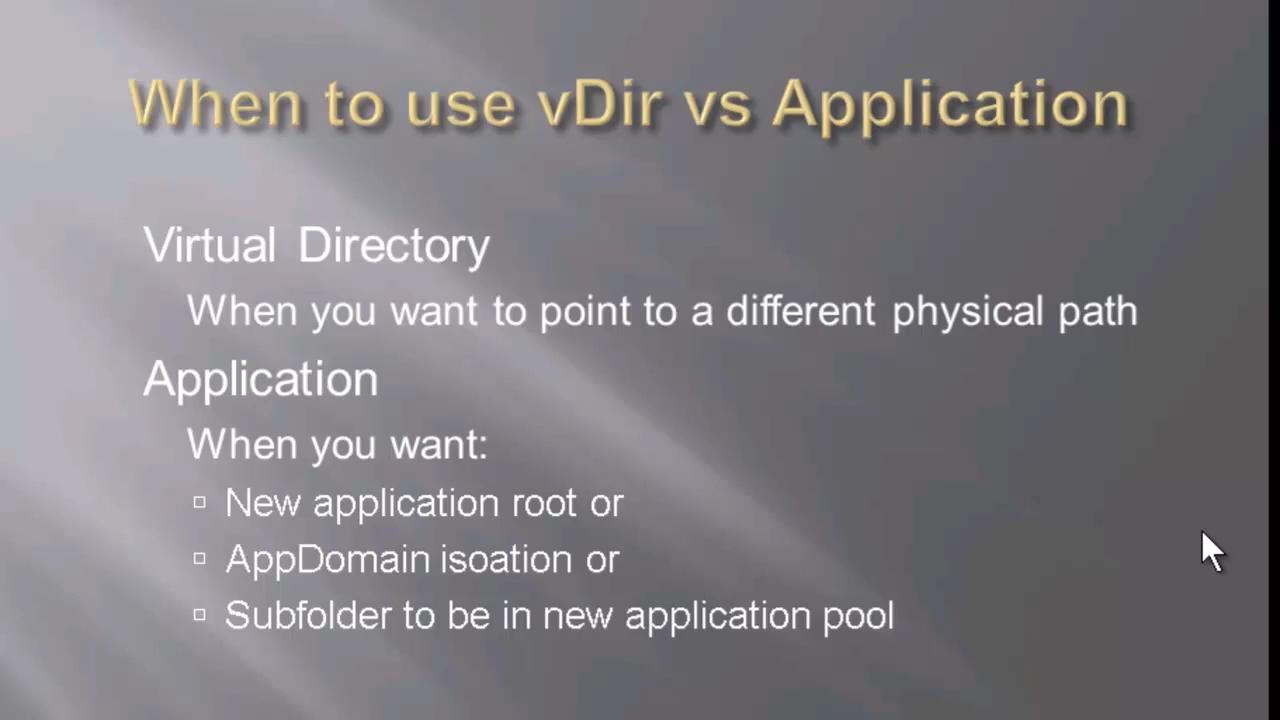 When to use vDir vs Application
Virtual Directory
When you want to point to a different physical path
Application
When you want:
New application root or
AppDomain isoation or
Subfolder to be in new application pool